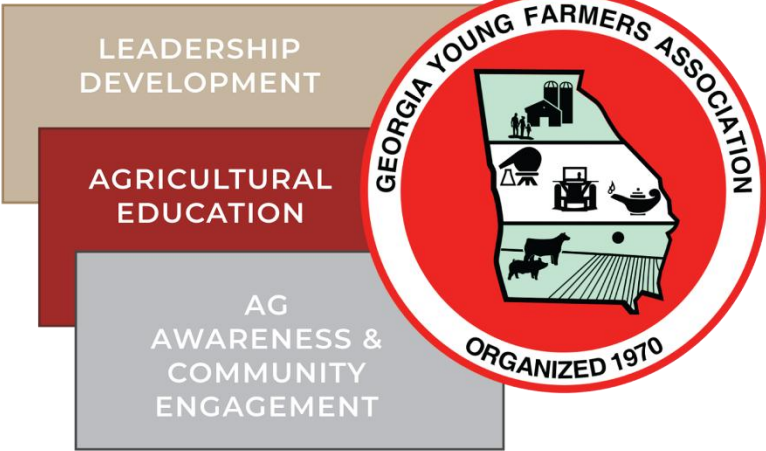 LEADERSHIP
DEVELOPMENT
AGRICULTURAL
EDUCATION
AG
AWARENESS &
COMMUNITY
ENGAGEMENT
GEORGIA YOUNG FARMERS ASSOCIATION
ORGANIZED 1970